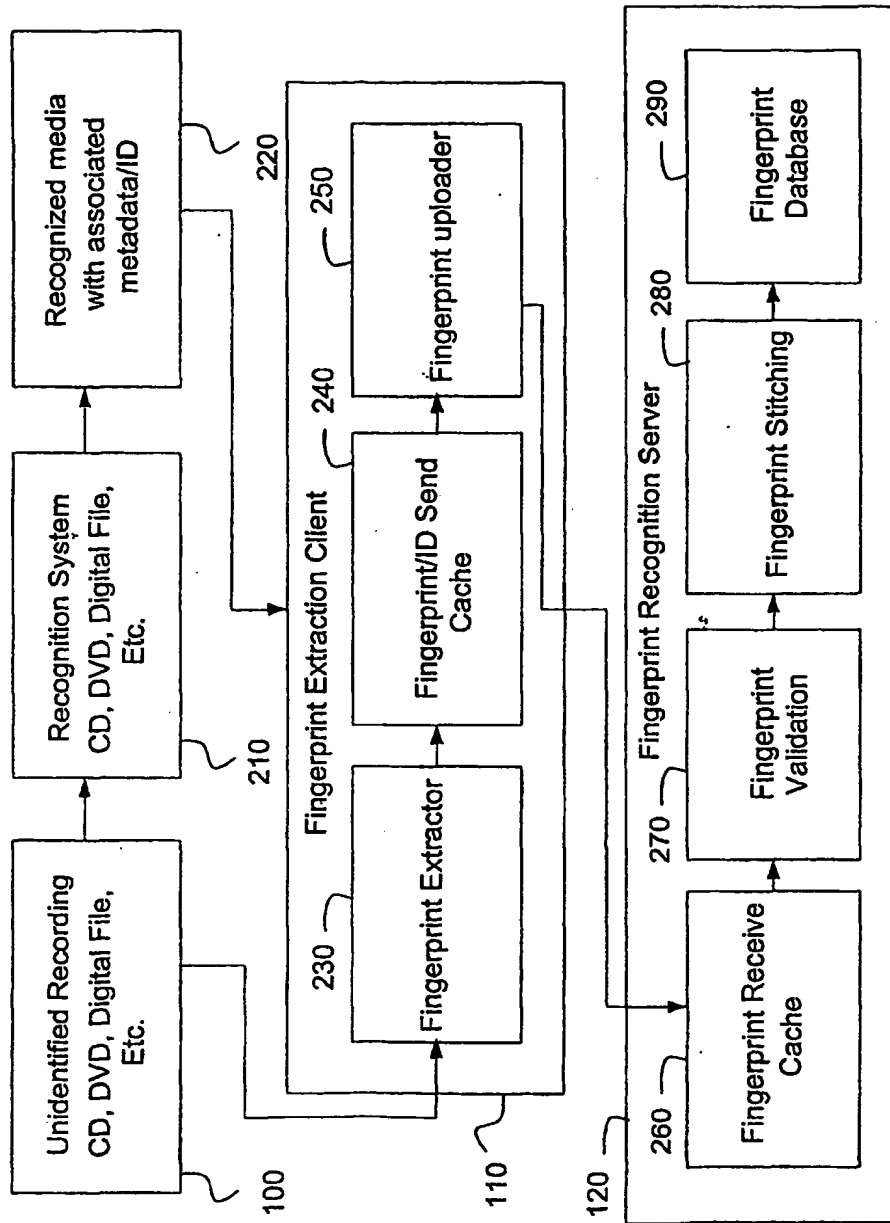 Unidentified Recording
CD, DVD, Digital File,
Etc.
100
Recognition System
CD, DVD, Digital File,
Etc.
210
Recognized media
with associated
metadata/ID
220
Fingerprint Extraction Client
110
230
Fingerprint Extractor
240
Fingerprint/ID Send
Cache
250
Fingerprint uploader
Fingerprint Recognition Server
120
260
Fingerprint Receive
Cache
270
Fingerprint
Validation
280
Fingerprint Stitching
290
Fingerprint
Database